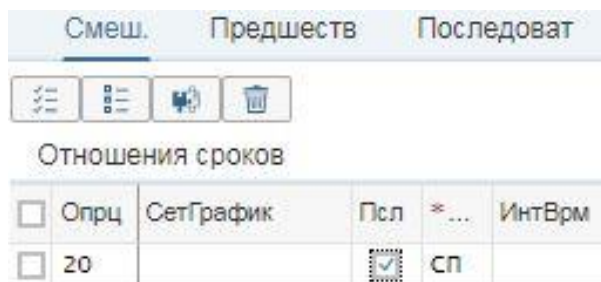 Смеш. Предшеств Последоват
Отношения сроков
Опрц СетГрафик Псл *... ИнтВрм
20 СП